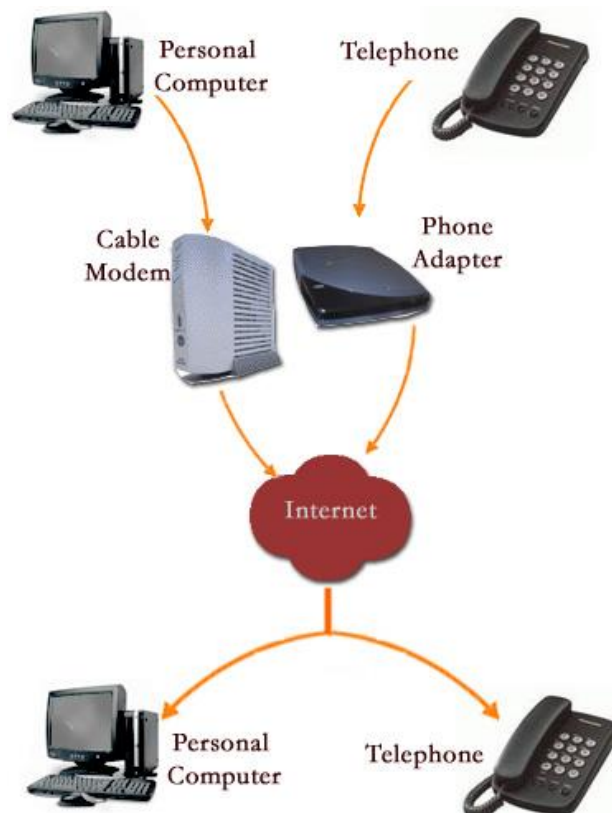 Personal
Computer
Telephone
Cable
Modem
Phone
Adapter
Internet
Personal
Computer
Telephone